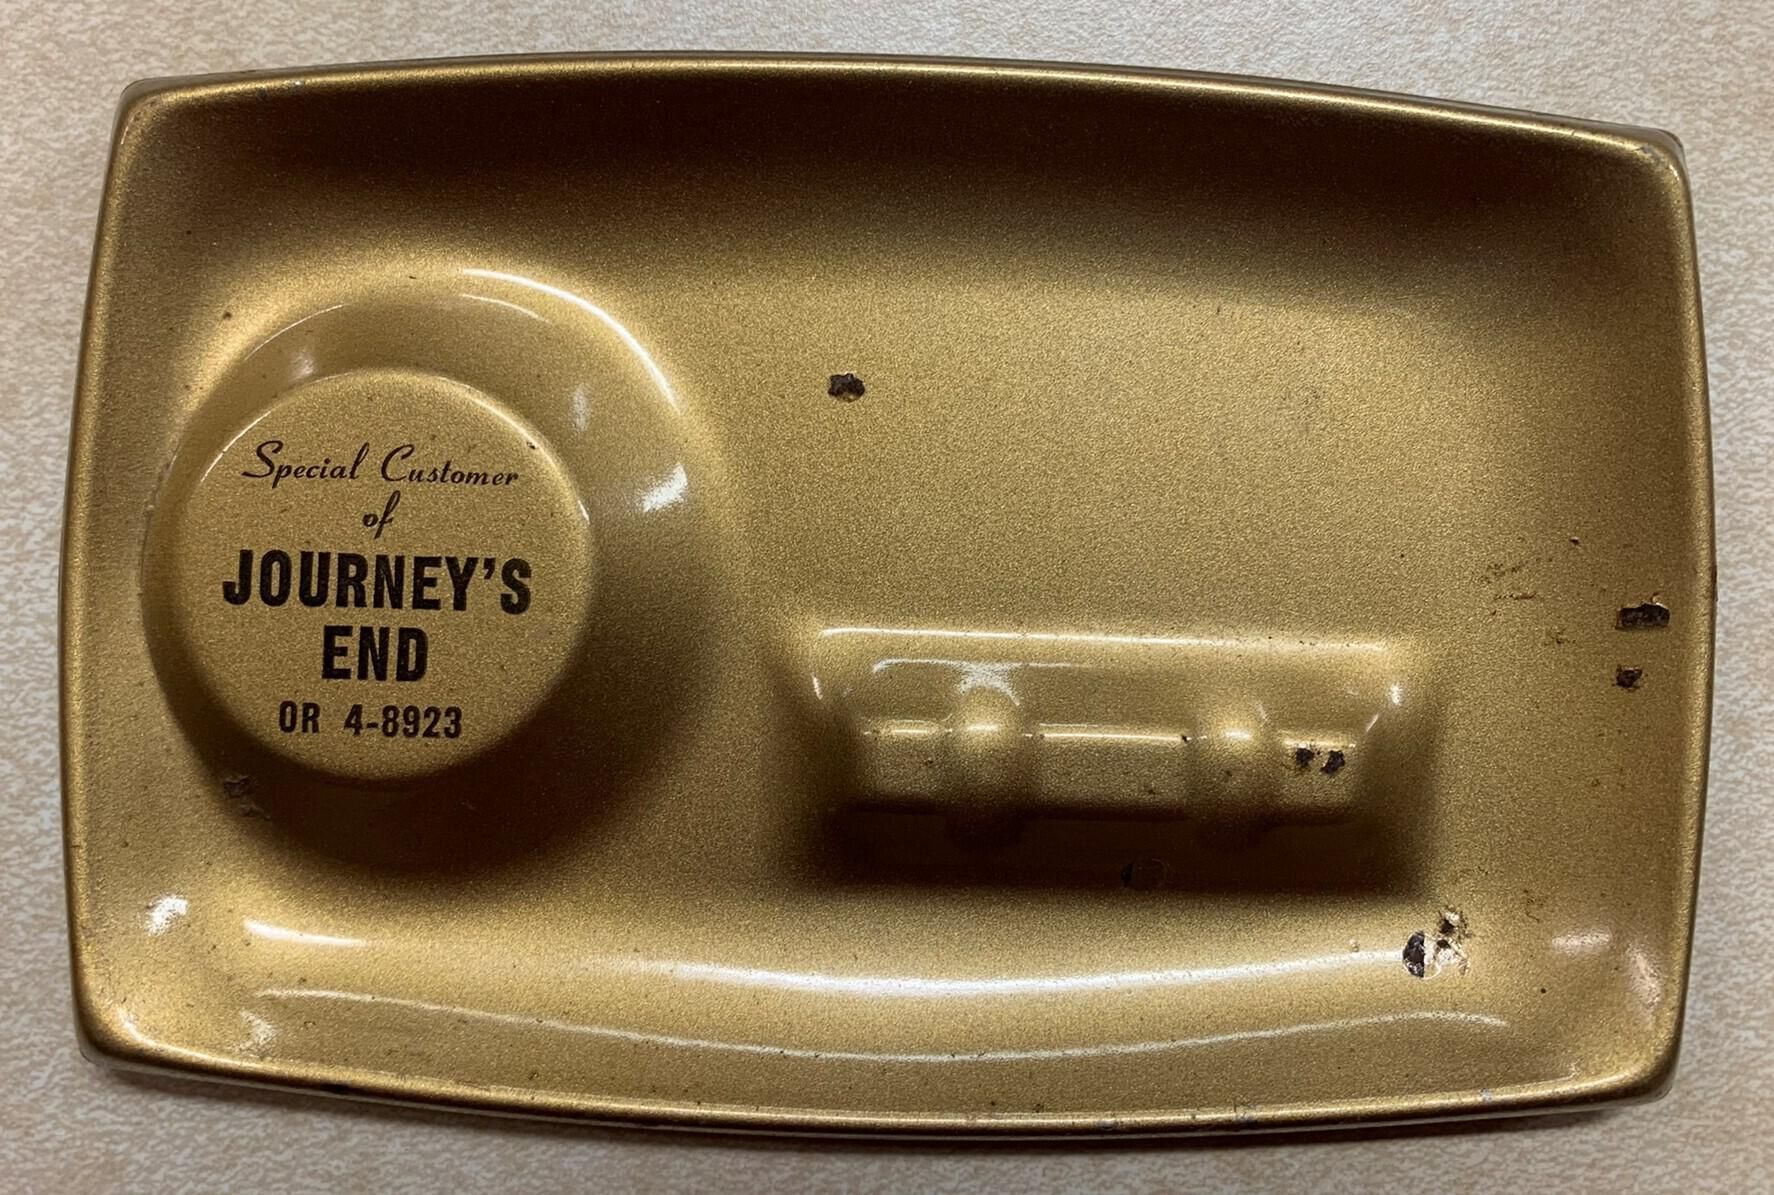 Special Customer
of
JOURNEY'S
END
OR 4-8923